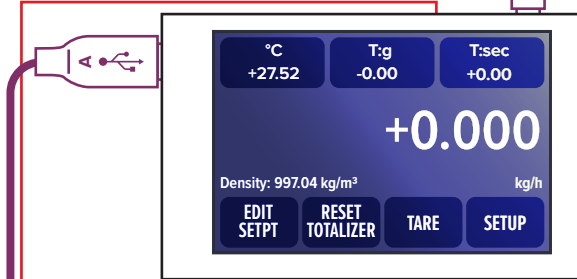 A
°C T:g T:sec
+27.52 -0.00 +0.00
+0.000
Density: 997.04 kg/m³ kg/h
EDIT SETPT RESET TOTALIZER TARE SETUP